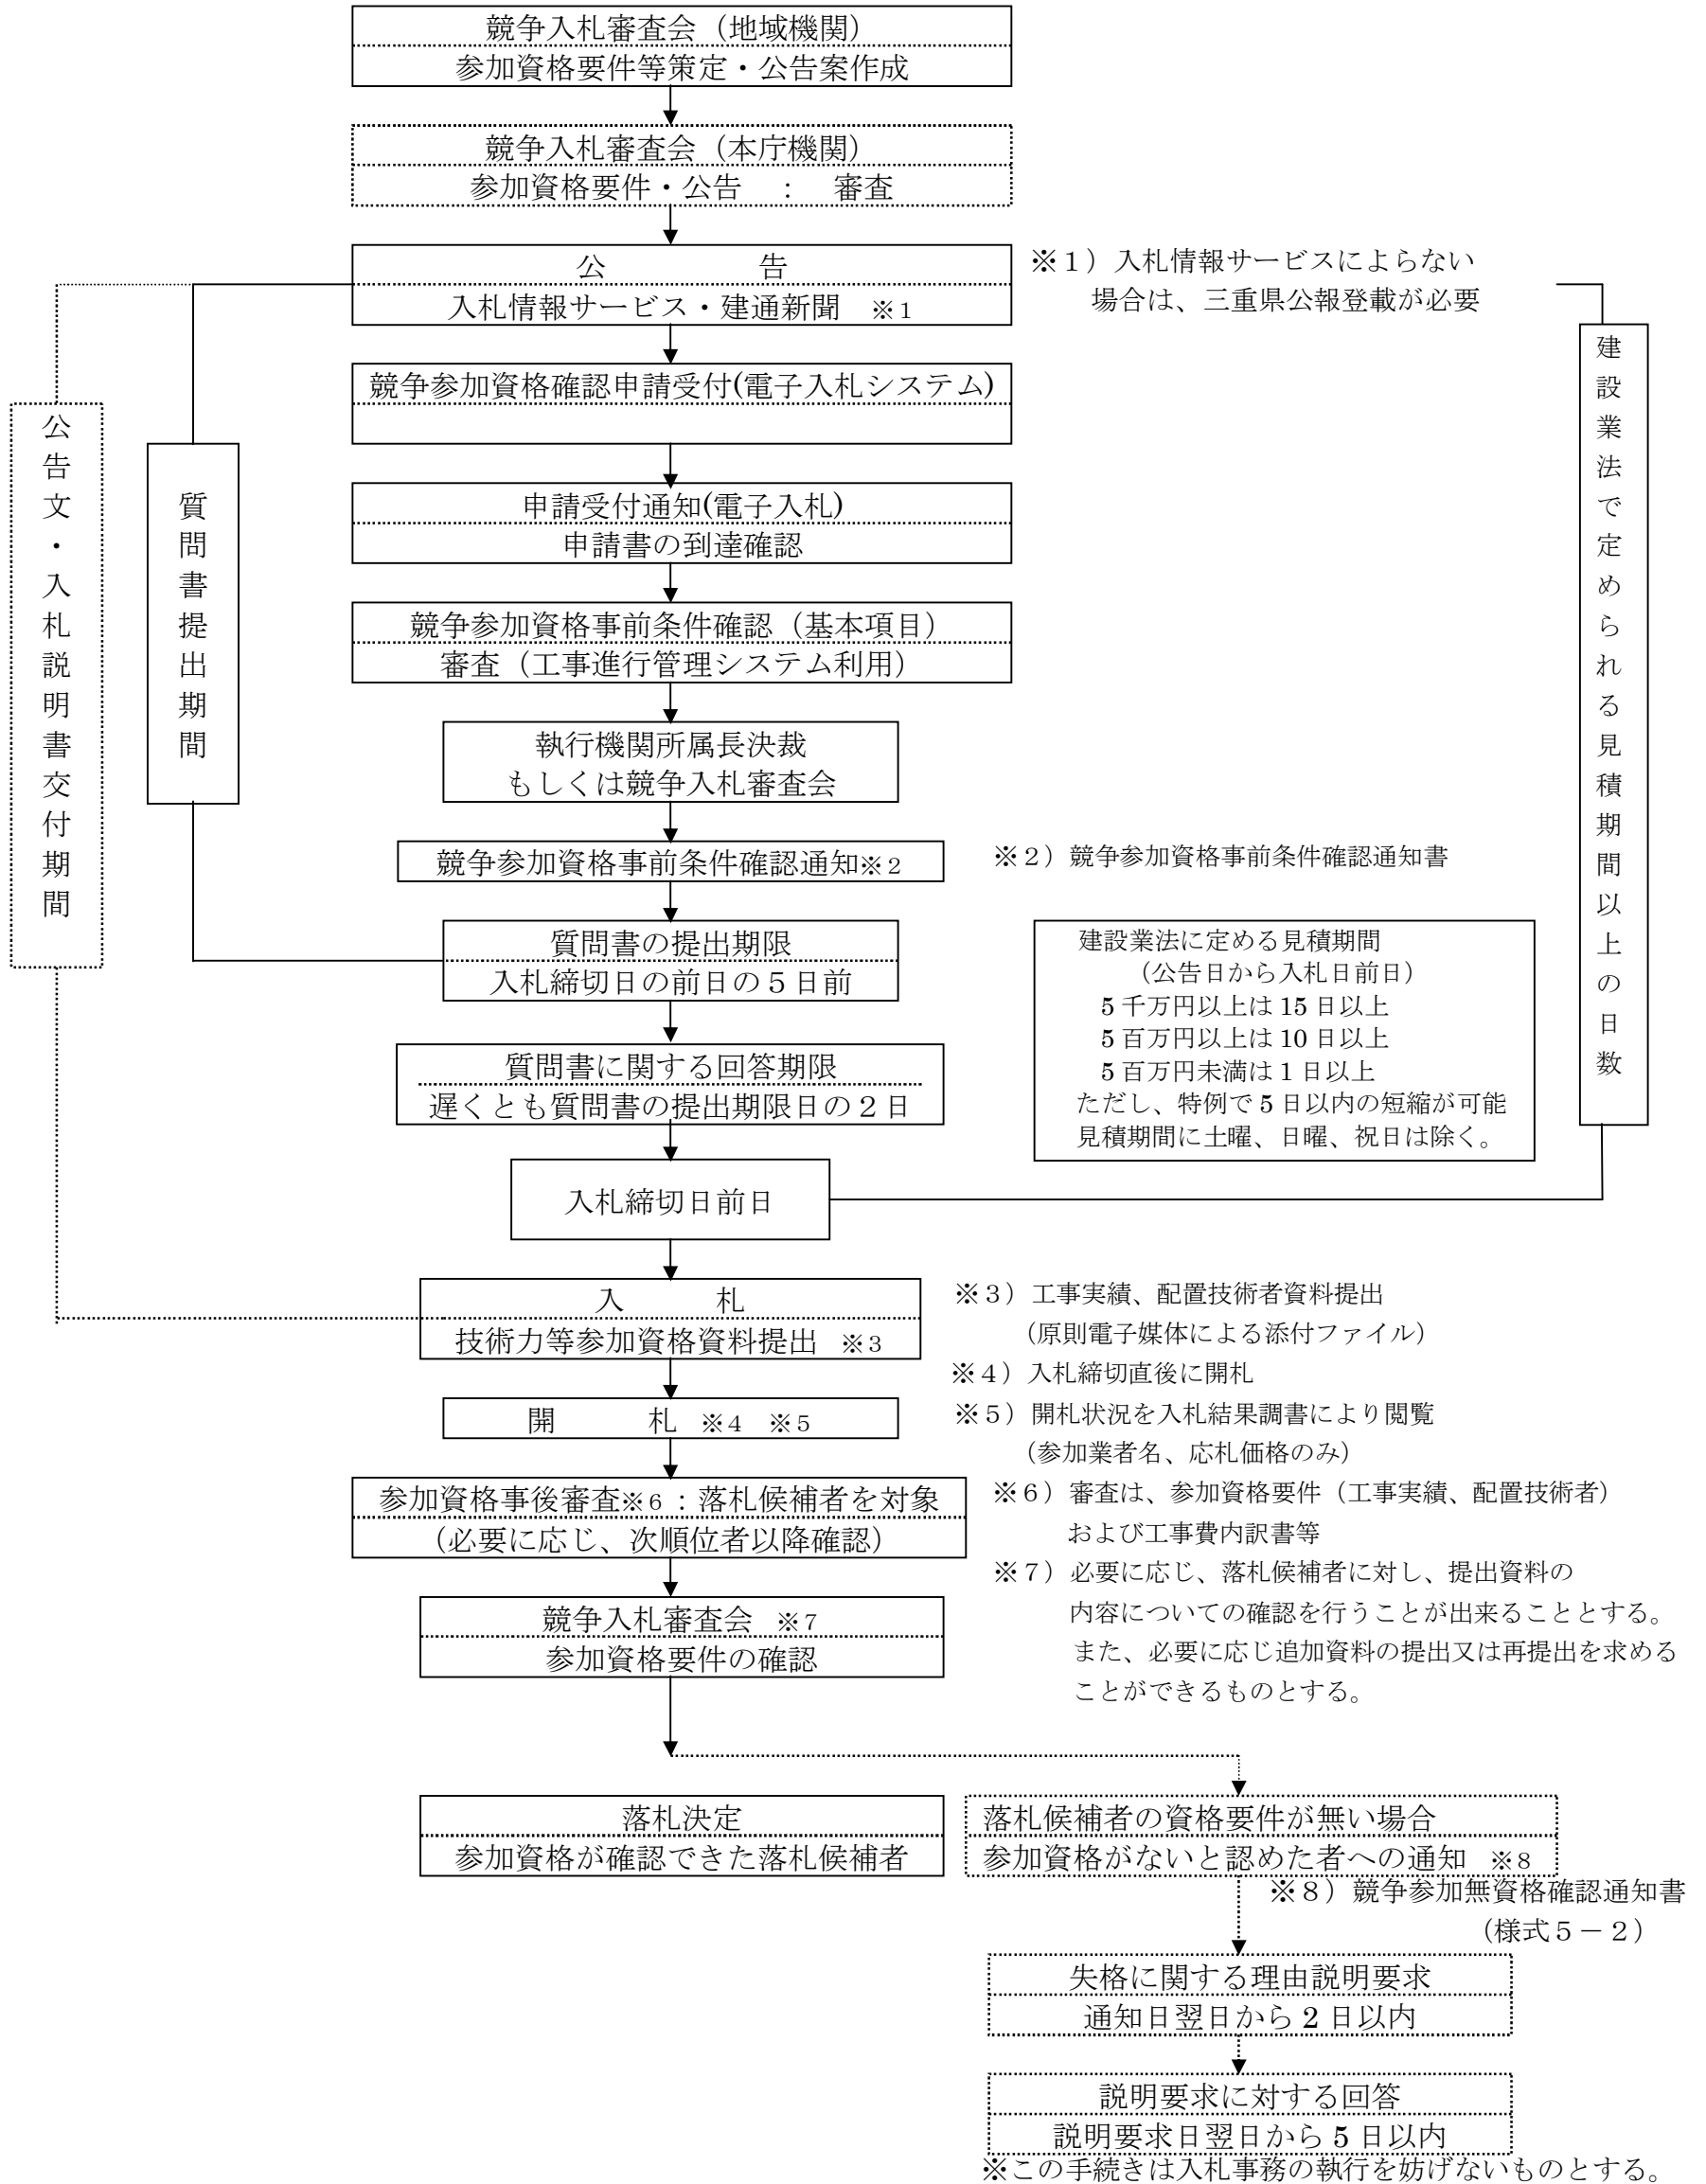 競争入札審査会（地域機関）
参加資格要件等策定・公告案作成
競争入札審査会（本庁機関）
参加資格要件・公告　：　審査
公　　　　　告
入札情報サービス・建通新聞　※1
※１）入札情報サービスによらない
場合は、三重県公報登載が必要
競争参加資格確認申請受付(電子入札システム)
申請受付通知(電子入札)
申請書の到達確認
競争参加資格事前条件確認（基本項目）
審査（工事進行管理システム利用）
執行機関所属長決裁
もしくは競争入札審査会
競争参加資格事前条件確認通知※2
※２）競争参加資格事前条件確認通知書
質問書の提出期限
入札締切日の前日の５日前
質問書に関する回答期限
遅くとも質問書の提出期限日の２日
入札締切日前日
公告文・入札説明書交付期間
質問書提出期間
建設業法で定められる見積期間以上の日数
建設業法に定める見積期間
（公告日から入札日前日）
5 千万円以上は 15 日以上
5 百万円以上は 10 日以上
5 百万円未満は 1 日以上
ただし、特例で 5 日以内の短縮が可能
見積期間に土曜、日曜、祝日は除く。
入　　　札
技術力等参加資格資料提出　※3
※３）工事実績、配置技術者資料提出
（原則電子媒体による添付ファイル）
※４）入札締切直後に開札
開　　　札　※4　※5
※５）開札状況を入札結果調書により閲覧
（参加業者名、応札価格のみ）
参加資格事後審査※6：落札候補者を対象
（必要に応じ、次順位者以降確認）
※６）審査は、参加資格要件（工事実績、配置技術者）
および工事費内訳書等
競争入札審査会　※7
参加資格要件の確認
※７）必要に応じ、落札候補者に対し、提出資料の
内容についての確認を行うことが出来ることとする。
また、必要に応じ追加資料の提出又は再提出を求める
ことができるものとする。
落札決定
参加資格が確認できた落札候補者
落札候補者の資格要件が無い場合
参加資格がないと認めた者への通知　※8
※８）競争参加無資格確認通知書
（様式５－２）
失格に関する理由説明要求
通知日翌日から 2 日以内
説明要求に対する回答
説明要求日翌日から 5 日以内
※この手続きは入札事務の執行を妨げないものとする。